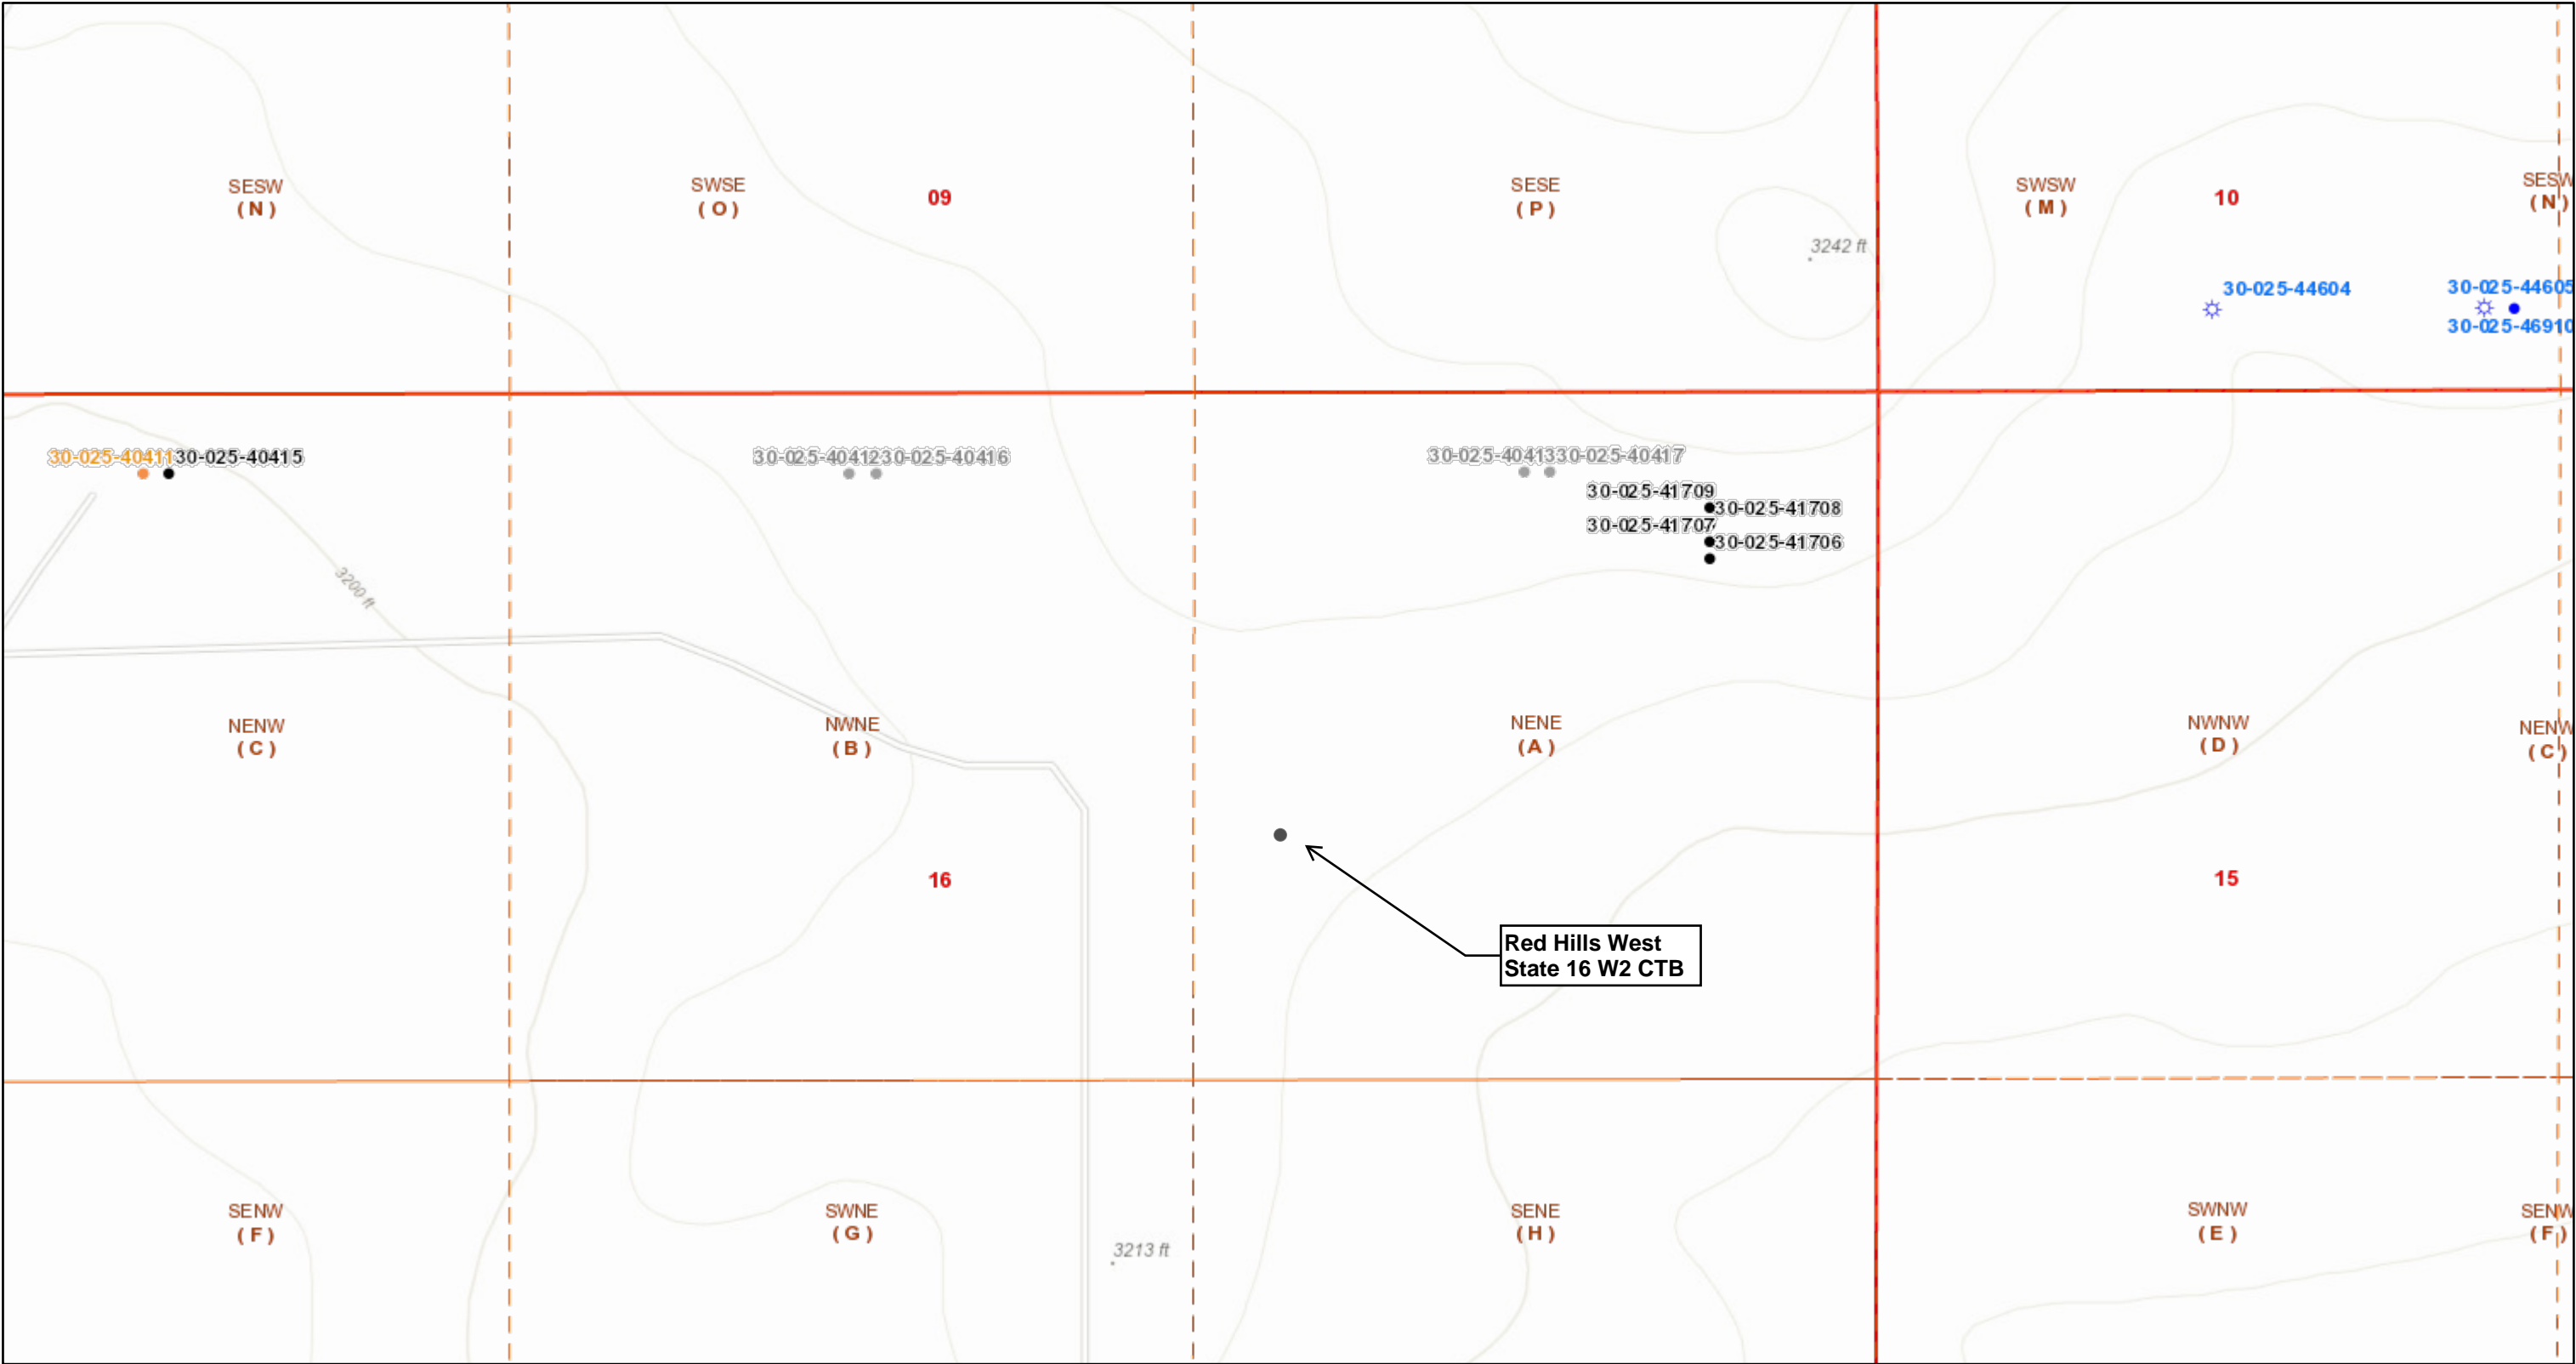 SESW
( N )
SWSE
( O )
09
SESE
( P )
SWSW
( M )
10
SESW
( N )
3242 ft
30-025-44604
30-025-44605
30-025-46910
30-025-40411
30-025-40415
30-025-40412
30-025-40416
30-025-40413
30-025-40417
30-025-41709
30-025-41708
30-025-41707
30-025-41706
3200 ft
NENW
( C )
NWNE
( B )
NENE
( A )
NWNW
( D )
NENW
( C )
16
15
Red Hills West
State 16 W2 CTB
SENW
( F )
SWNE
( G )
3213 ft
SENE
( H )
SWNW
( E )
SENW
( F )